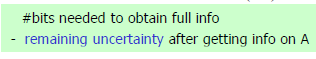 #bits needed to obtain full info
- remaining uncertainty after getting info on A